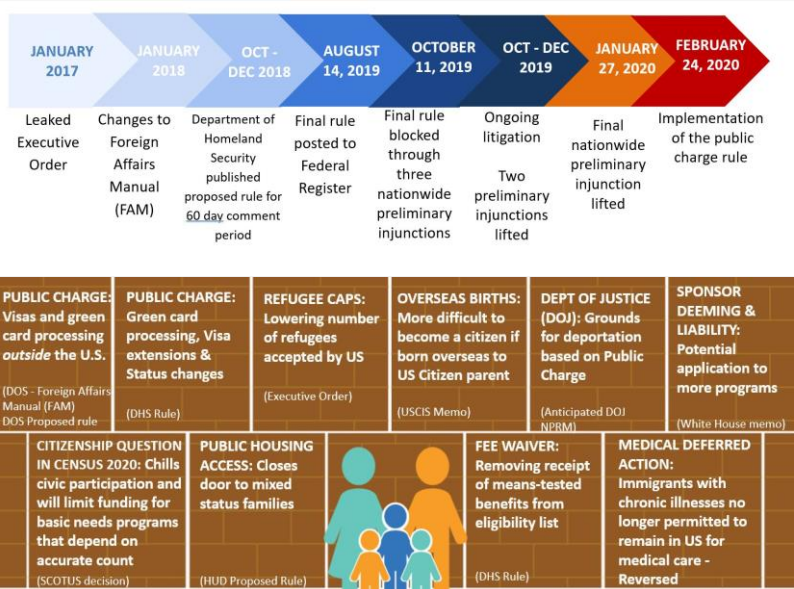 JANUARY
2017
JANUARY
2018
OCT -
DEC 2018
AUGUST
14, 2019
OCTOBER
11, 2019
OCT - DEC
2019
JANUARY
27, 2020
FEBRUARY
24, 2020
Leaked
Executive
Order
Changes to
Foreign
Affairs
Manual
(FAM)
Department of
Homeland
Security
published
proposed rule for
60 day comment
period
Final rule
posted to
Federal
Register
Final rule
blocked
through
three
nationwide
preliminary
injunctions
Ongoing
litigation
Two
preliminary
injunctions
lifted
Final
nationwide
preliminary
injunction
lifted
Implementation
of the public
charge rule
PUBLIC CHARGE:
Visas and green
card processing
outside the U.S.
(DOS - Foreign Affairs
Manual (FAM)
DOS Proposed rule
PUBLIC CHARGE:
Green card
processing, Visa
extensions &
Status changes
(DHS Rule)
REFUGEE CAPS:
Lowering number
of refugees
accepted by US
(Executive Order)
OVERSEAS BIRTHS:
More difficult to
become a citizen if
born overseas to
US Citizen parent
(USCIS Memo)
DEPT OF JUSTICE
(DOJ): Grounds
for deportation
based on Public
Charge
(Anticipated DOJ
NPRM)
SPONSOR
DEEMING &
LIABILITY:
Potential
application to
more programs
(White House memo)
CITIZENSHIP QUESTION
IN CENSUS 2020: Chills
civic participation and
will limit funding for
basic needs programs
that depend on
accurate count
(SCOTUS decision)
PUBLIC HOUSING
ACCESS: Closes
door to mixed
status families
(HUD Proposed Rule)
FEE WAIVER:
Removing receipt
of means-tested
benefits from
eligibility list
(DHS Rule)
MEDICAL DEFERRED
ACTION:
Immigrants with
chronic illnesses no
longer permitted to
remain in US for
medical care -
Reversed